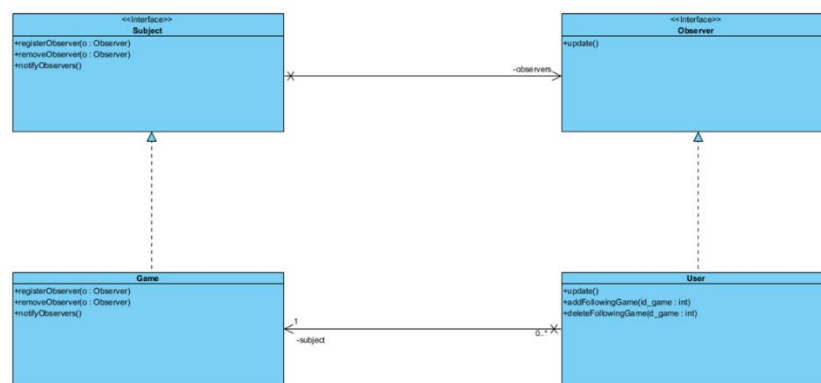 <<Interface>>
Subject
+registerObserver(o : Observer)
+removeObserver(o : Observer)
+notifyObservers()
<<Interface>>
Observer
+update()
-observers
Game
+registerObserver(o : Observer)
+removeObserver(o : Observer)
+notifyObservers()
User
+update()
+addFollowingGame(id_game : int)
+deleteFollowingGame(d_game : int)
1
-subject
0..*